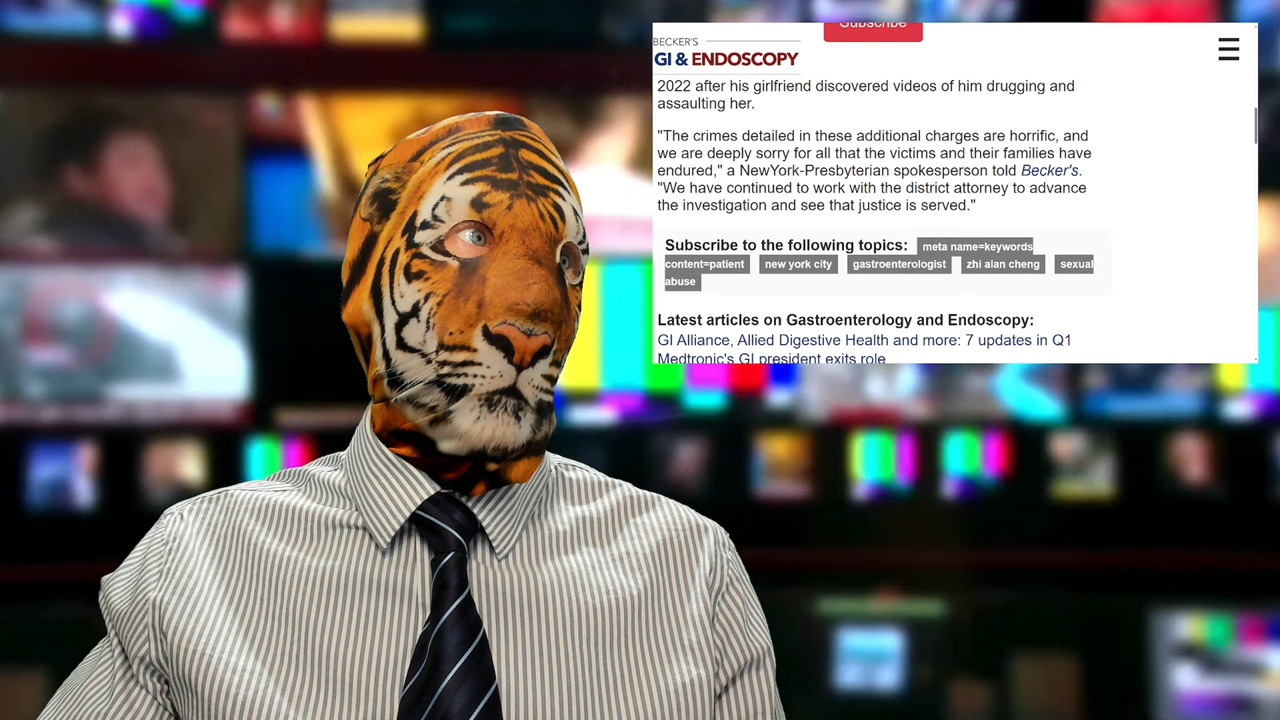 Subscribe
BECKER'S
GI & ENDOSCOPY
2022 after his girlfriend discovered videos of him drugging and
assaulting her.
"The crimes detailed in these additional charges are horrific, and
we are deeply sorry for all that the victims and their families have
endured," a NewYork-Presbyterian spokesperson told Becker's.
"We have continued to work with the district attorney to advance
the investigation and see that justice is served."
Subscribe to the following topics: meta name=keywords
content=patient new york city gastroenterologist zhi alan cheng sexual
abuse
Latest articles on Gastroenterology and Endoscopy:
GI Alliance, Allied Digestive Health and more: 7 updates in Q1
Medtronic's GI president exits role